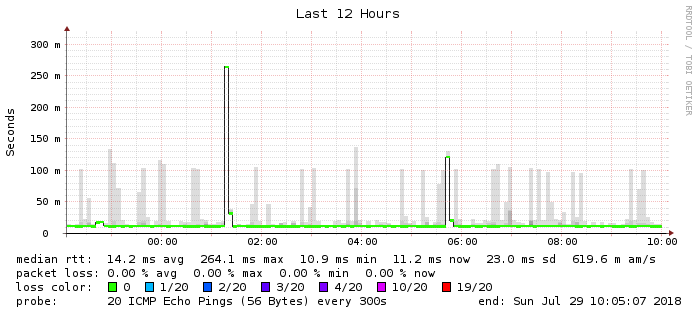 Last 12 Hours
RRDTOOL / TOBI OETIKER
Seconds
300 m
250 m
200 m
150 m
100 m
50 m
0
00:00 02:00 04:00 06:00 08:00 10:00
median rtt: 14.2 ms avg 264.1 ms max 10.9 ms min 11.2 ms now 23.0 ms sd 619.6 m am/s
packet loss: 0.00 % avg 0.00 % max 0.00 % min 0.00 % now
loss color: 0 1/20 2/20 3/20 4/20 10/20 19/20
probe: 20 ICMP Echo Pings (56 Bytes) every 300s end: Sun Jul 29 10:05:07 2018